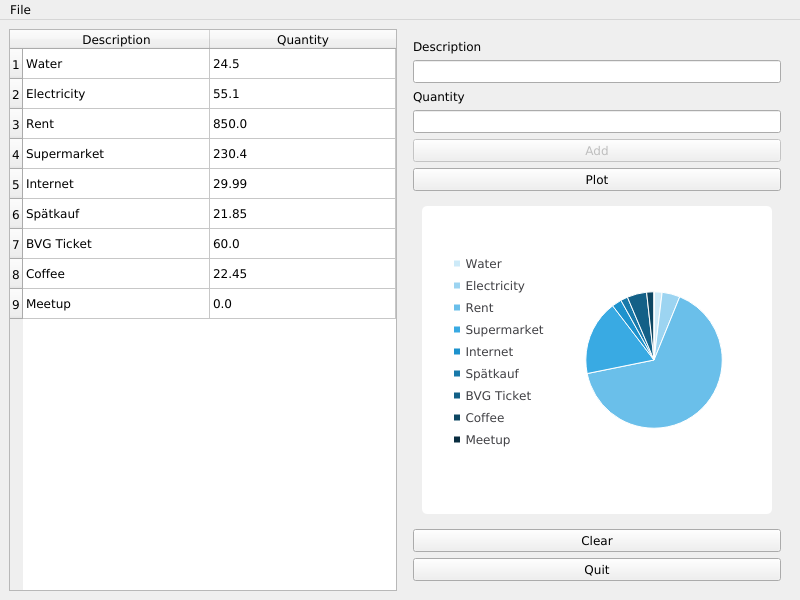 File
Description Quantity
1 Water 24.5
2 Electricity 55.1
3 Rent 850.0
4 Supermarket 230.4
5 Internet 29.99
6 Spätkauf 21.85
7 BVG Ticket 60.0
8 Coffee 22.45
9 Meetup 0.0
Description
Quantity
Add
Plot
Water
Electricity
Rent
Supermarket
Internet
Spätkauf
BVG Ticket
Coffee
Meetup
Clear
Quit